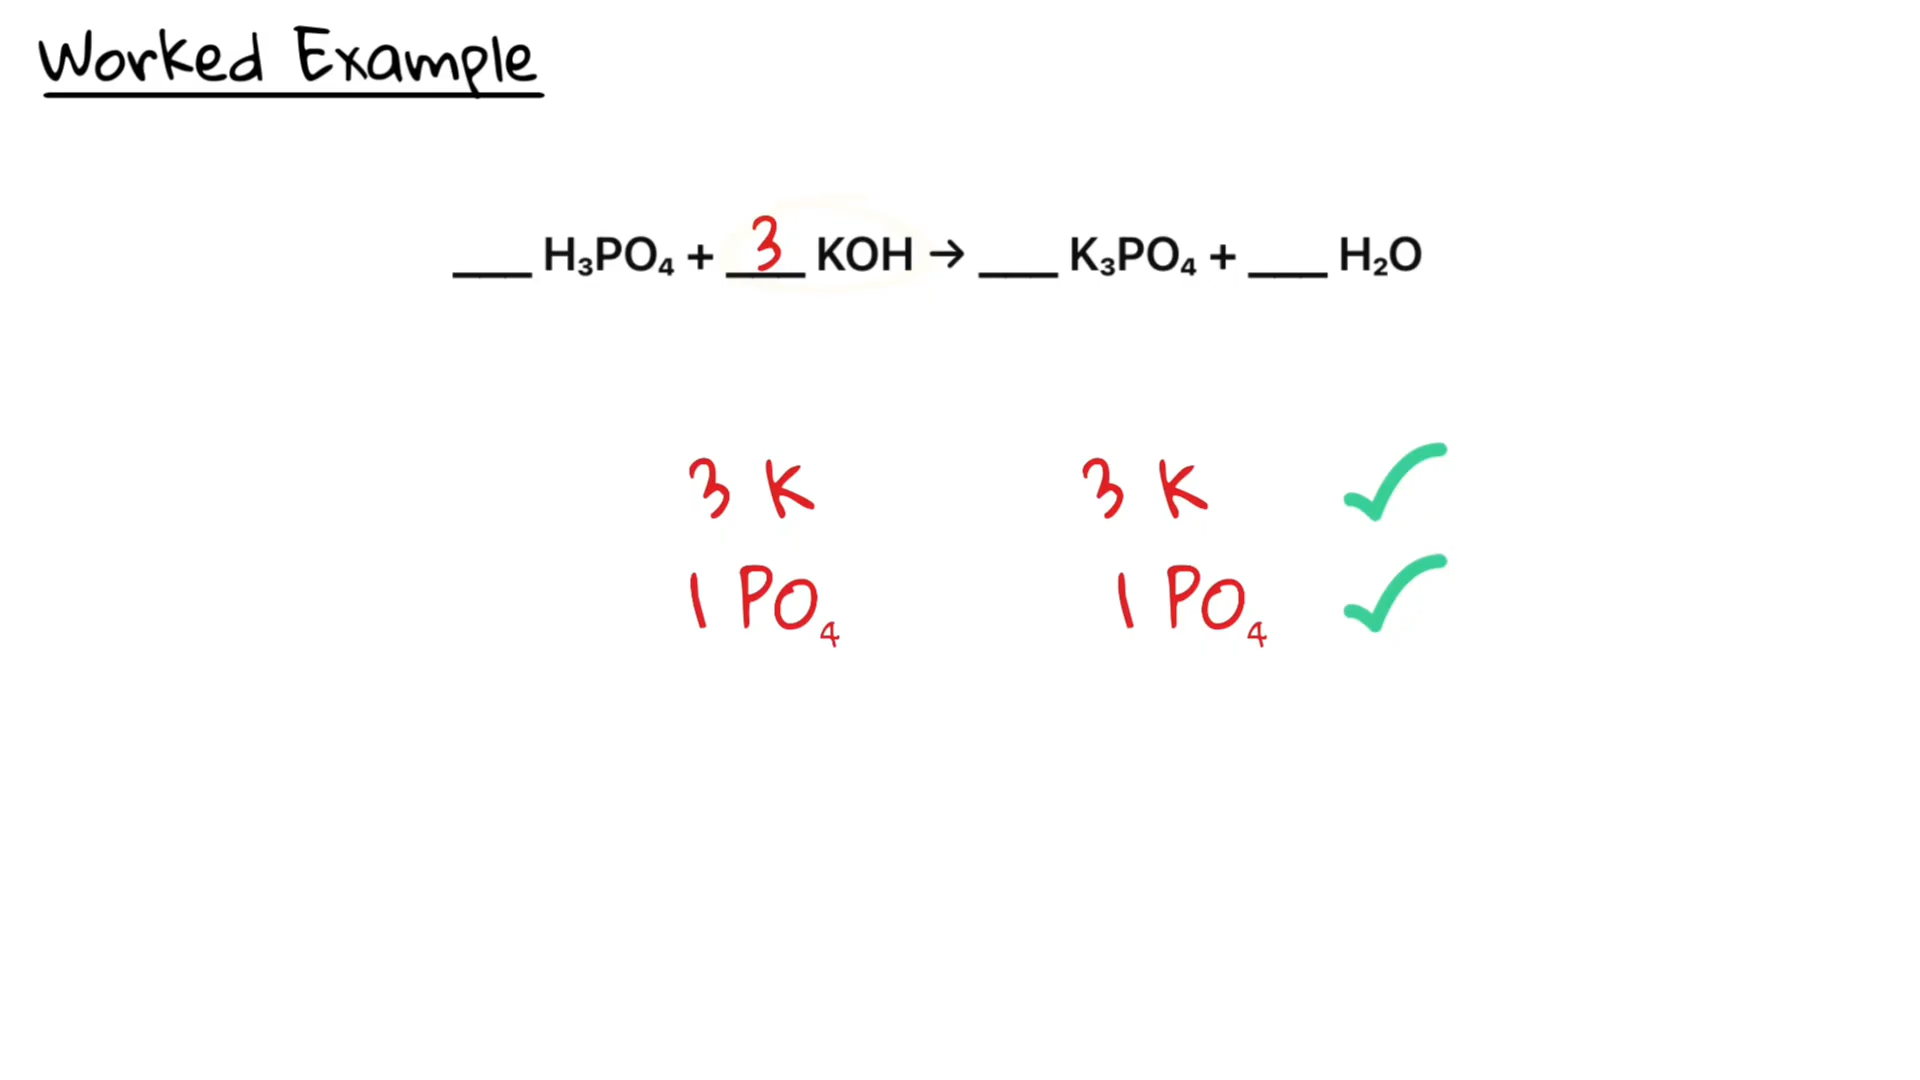 Worked Example
___ H₃PO₄ + 3 KOH → ___ K₃PO₄ + ___ H₂O
3 K 3 K ✓
1 PO₄ 1 PO₄ ✓